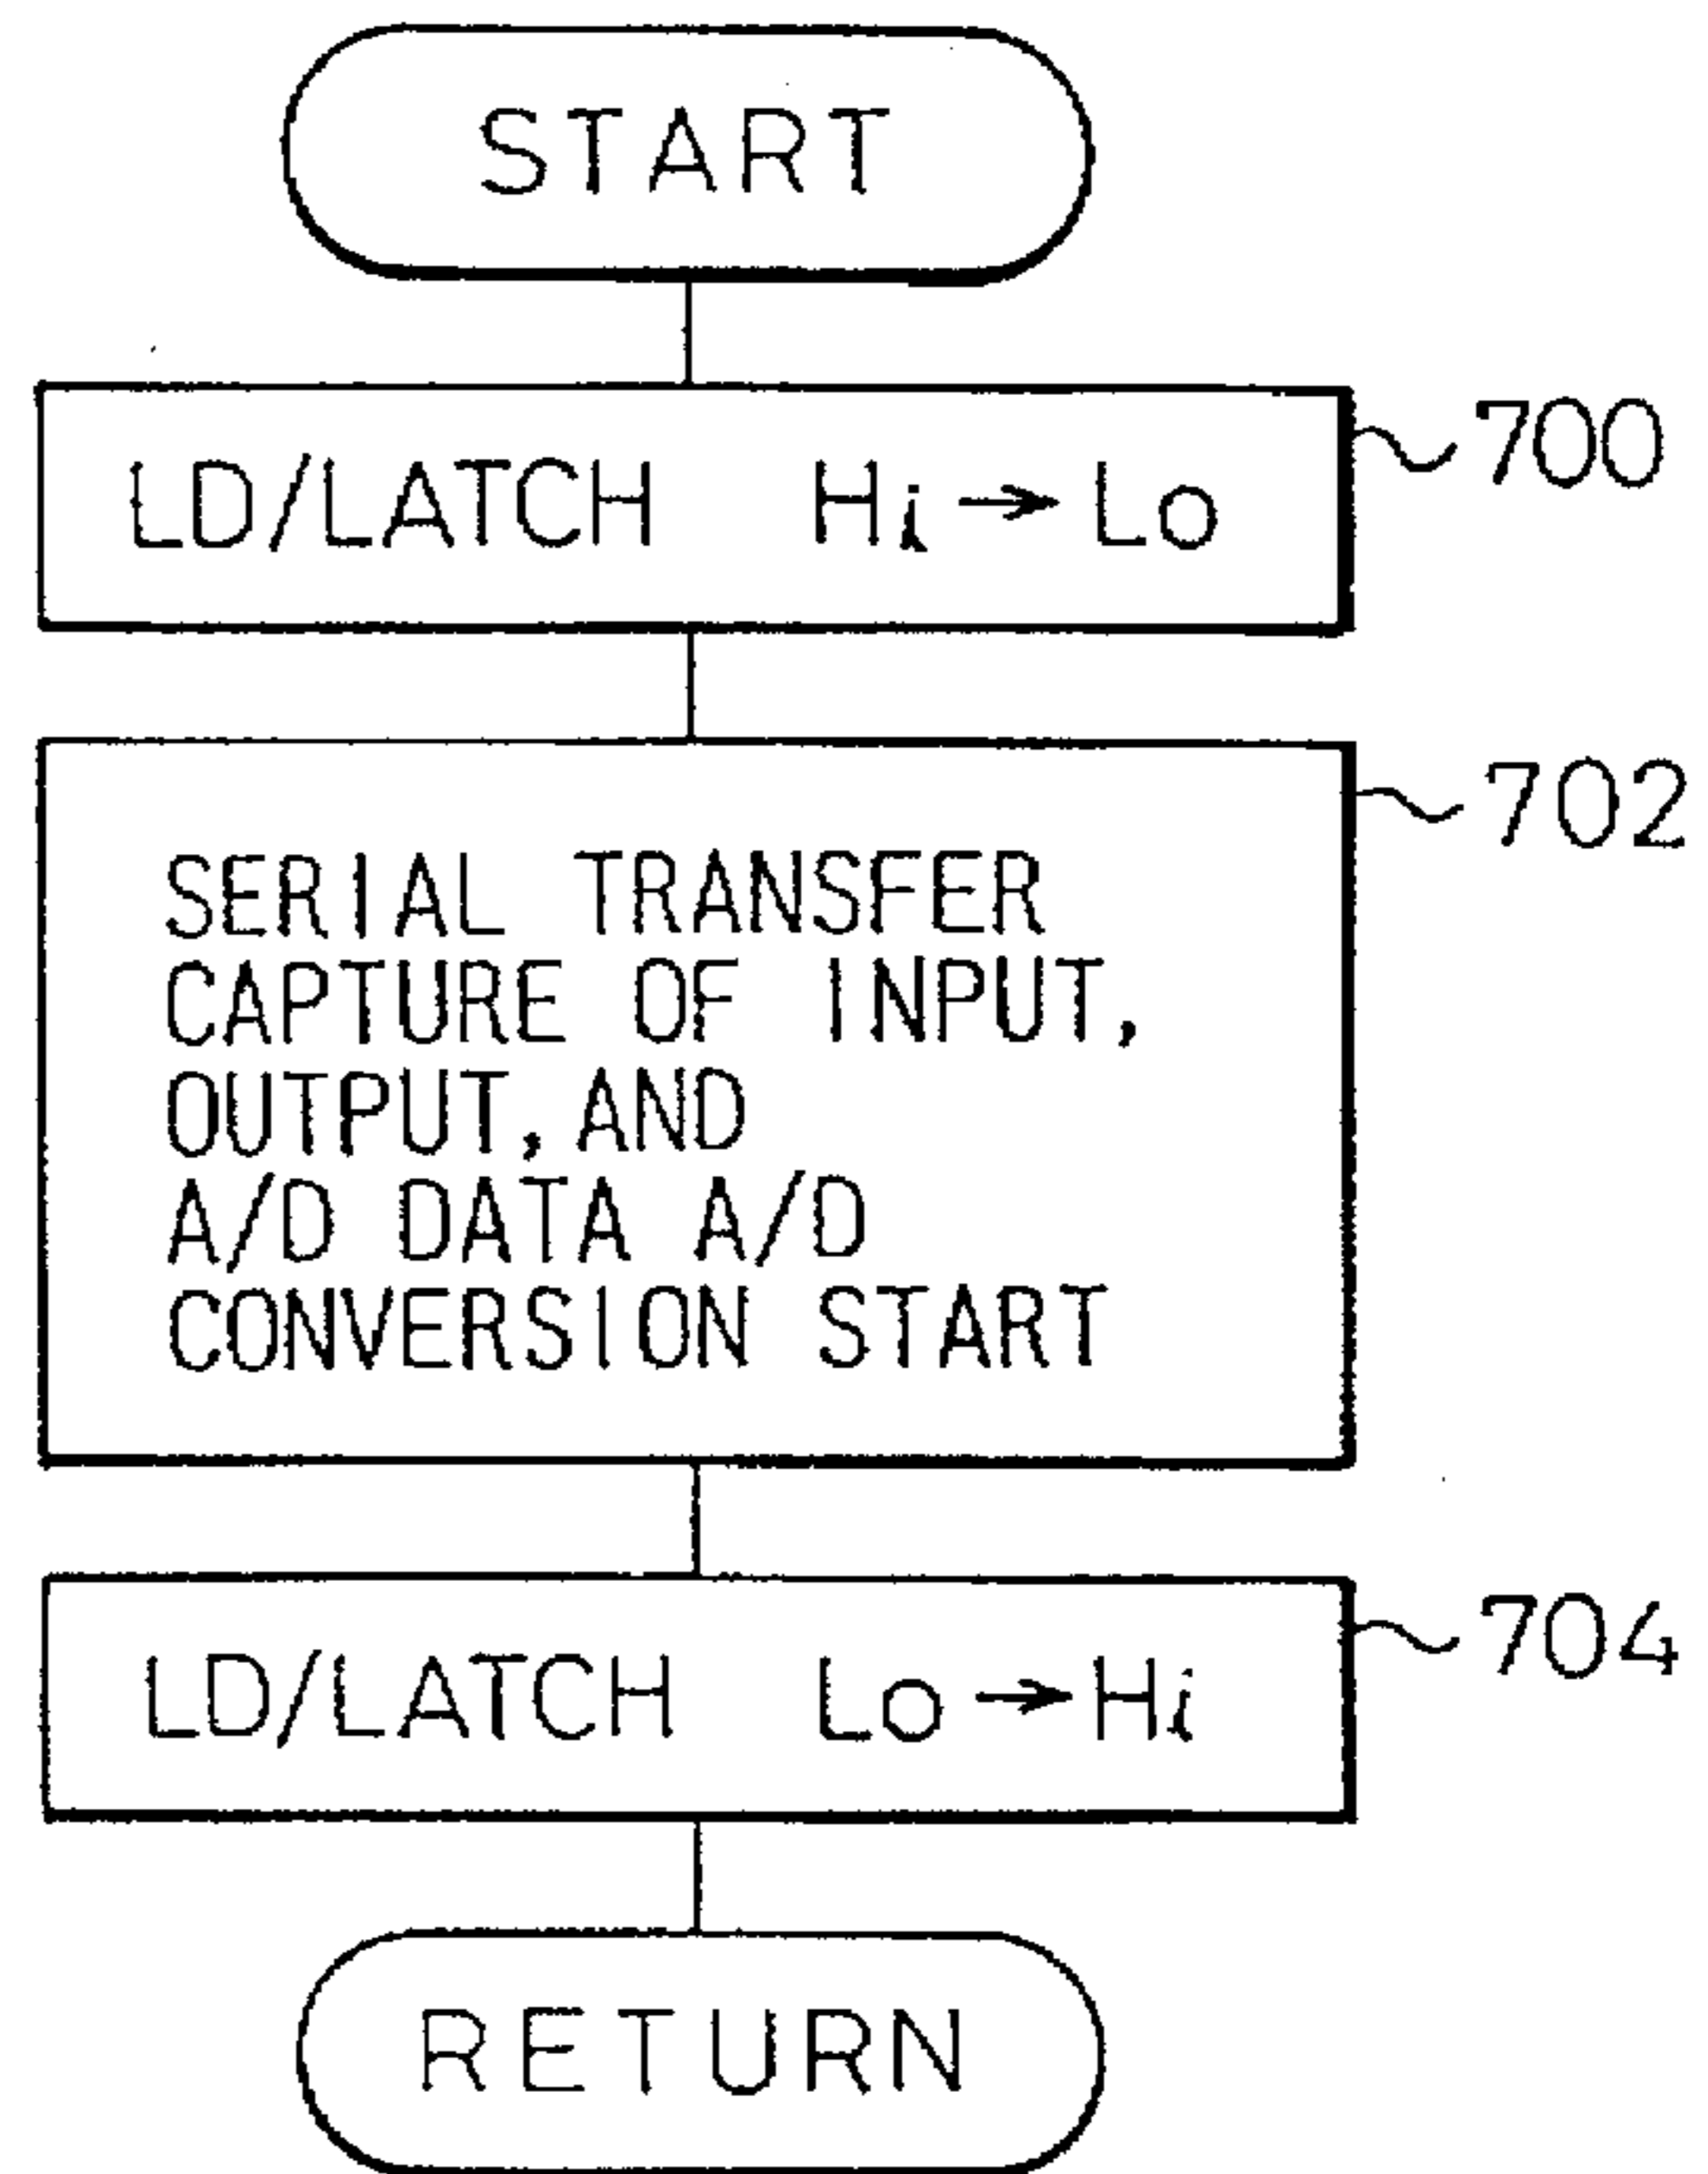 START
LD/LATCH Hi→Lo
700
SERIAL TRANSFER
CAPTURE OF INPUT,
OUTPUT, AND
A/D DATA A/D
CONVERSION START
702
LD/LATCH Lo→Hi
704
RETURN